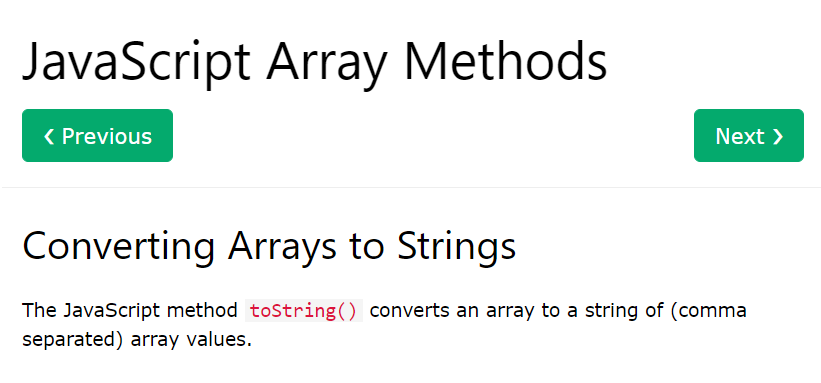 JavaScript Array Methods
❮ Previous
Next ❯
Converting Arrays to Strings
The JavaScript method toString() converts an array to a string of (comma
separated) array values.